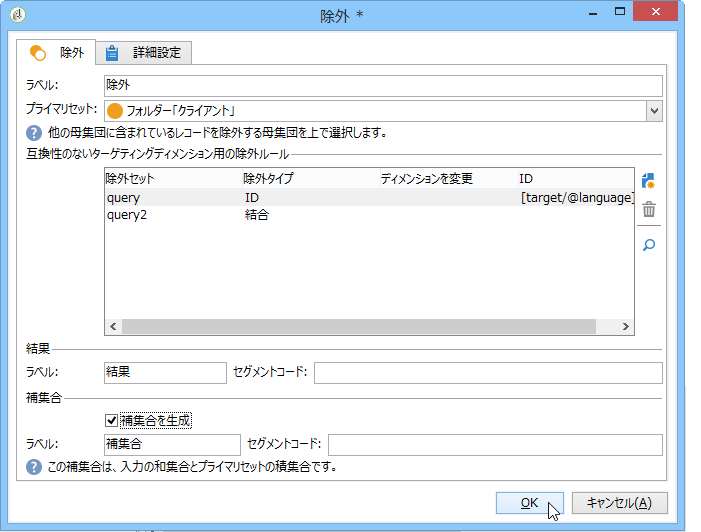 除外 *
除外 詳細設定
ラベル: 除外
プライマリセット: フォルダー「クライアント」
他の母集団に含まれているレコードを除外する母集団を上で選択します。
互換性のないターゲティングディメンション用の除外ルール
除外セット 除外タイプ ディメンションを変更 ID
query ID [target/@language]
query2 結合
結果
ラベル: 結果 セグメントコード:
補集合
補集合を生成
ラベル: 補集合 セグメントコード:
この補集合は、入力の和集合とプライマリセットの積集合です。
OK キャンセル(A)